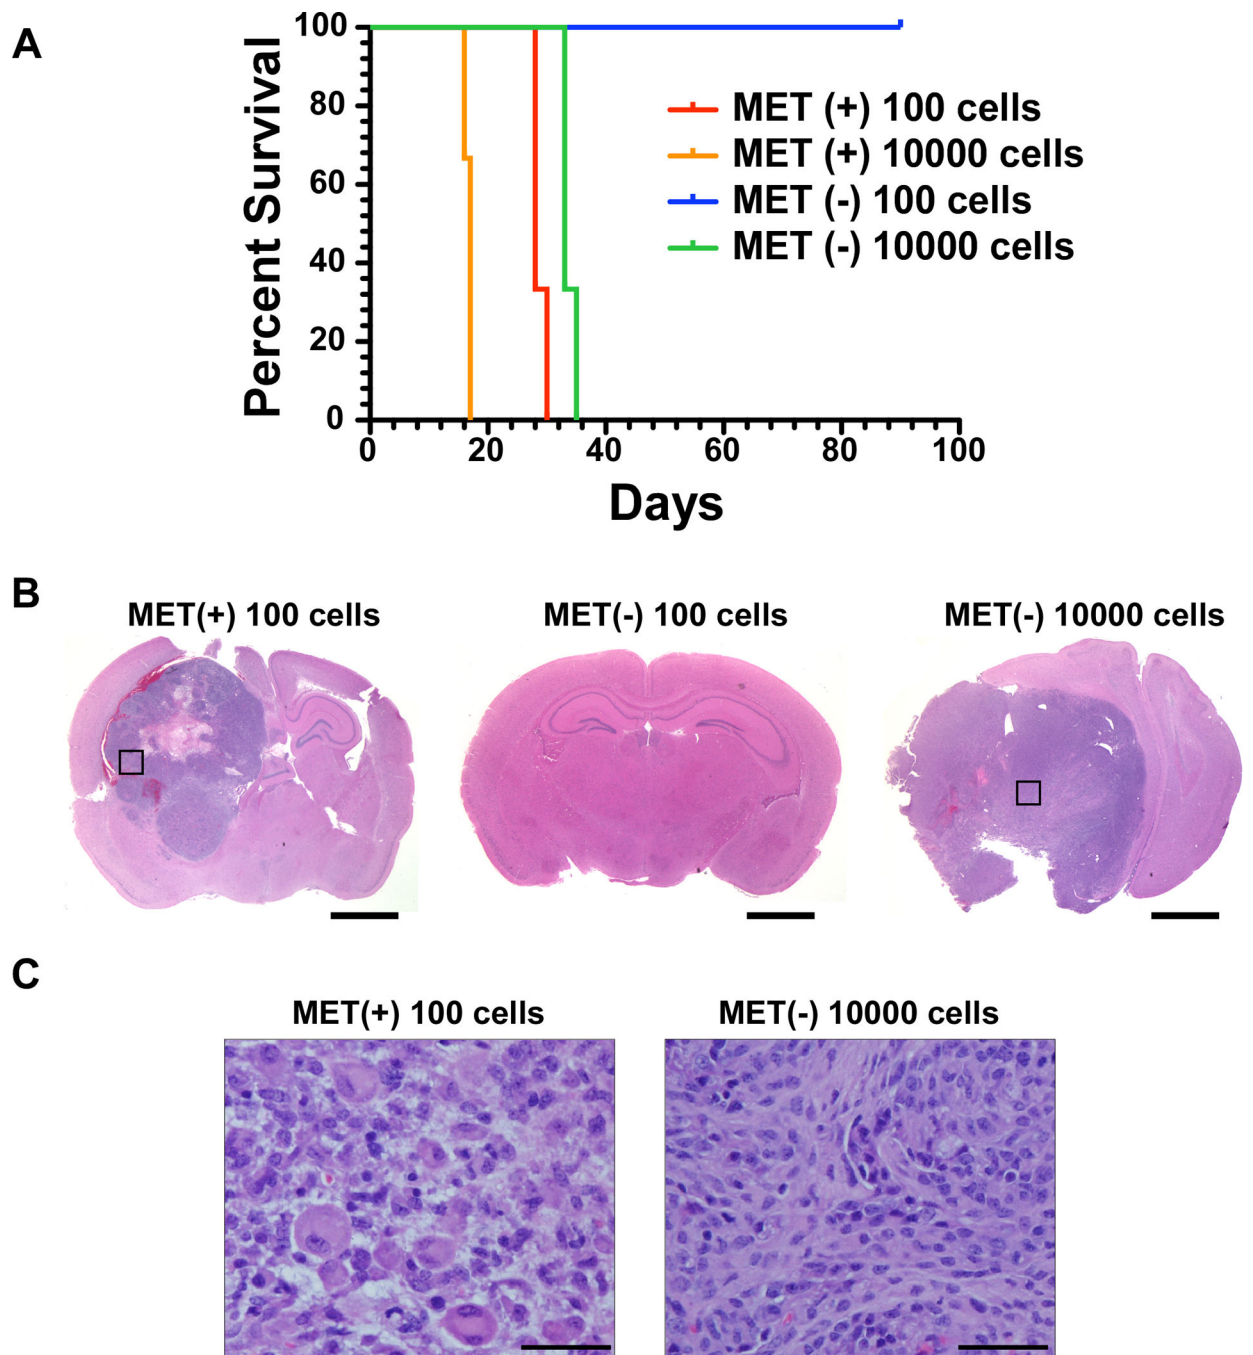 A
100
80
60
40
20
0
Percent Survival
0 20 40 60 80 100
Days
MET (+) 100 cells
MET (+) 10000 cells
MET (-) 100 cells
MET (-) 10000 cells
B
MET(+) 100 cells MET(-) 100 cells MET(-) 10000 cells
C
MET(+) 100 cells MET(-) 10000 cells